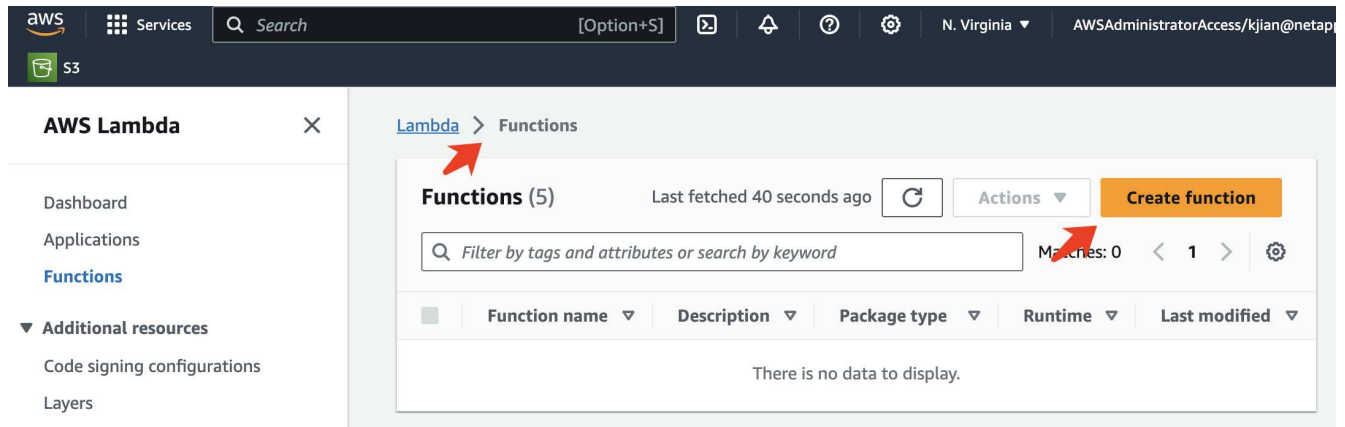 aws Services Search [Option+S] N. Virginia ▼ AWSAdministratorAccess/kjian@netapp
S3
AWS Lambda
Dashboard
Applications
Functions
▼ Additional resources
Code signing configurations
Layers
Lambda > Functions
Functions (5) Last fetched 40 seconds ago Actions ▼ Create function
Filter by tags and attributes or search by keyword Matches: 0 < 1 >
Function name Description Package type Runtime Last modified
There is no data to display.